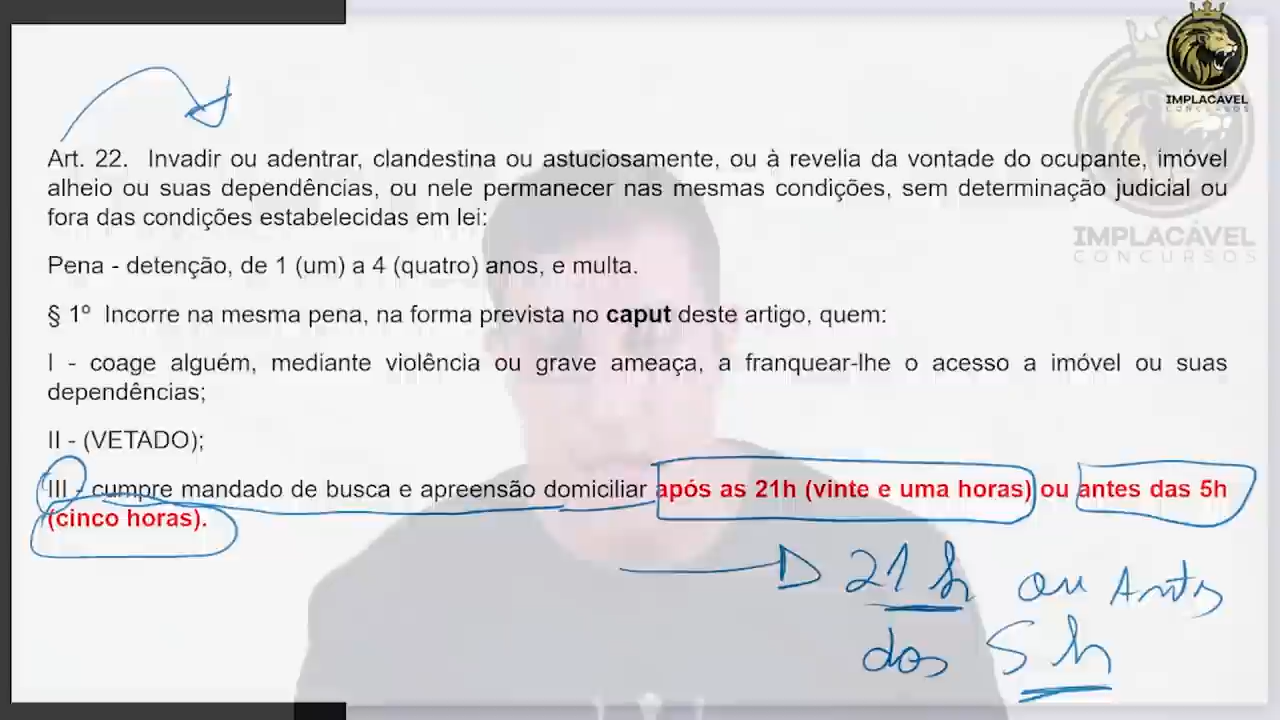 IMPLACÁVEL
CONCURSOS
Art. 22. Invadir ou adentrar, clandestina ou astuciosamente, ou à revelia da vontade do ocupante, imóvel
alheio ou suas dependências, ou nele permanecer nas mesmas condições, sem determinação judicial ou
fora das condições estabelecidas em lei:
IMPLACÁVEL
CONCURSOS
Pena - detenção, de 1 (um) a 4 (quatro) anos, e multa.
§ 1º Incorre na mesma pena, na forma prevista no caput deste artigo, quem:
I - coage alguém, mediante violência ou grave ameaça, a franquear-lhe o acesso a imóvel ou suas
dependências;
II - (VETADO);
III - cumpre mandado de busca e apreensão domiciliar após as 21h (vinte e uma horas) ou antes das 5h
(cinco horas).
21 h ou Ants
das 5 h